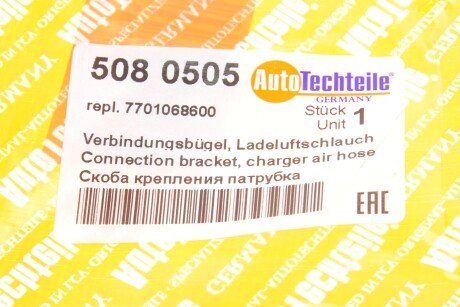 508 0505
AutoTechteile®
GERMANY
repl. 7701068600
Stück
Unit 1
Verbindungsbügel, Ladeluftschlauch
Connection bracket, charger air hose
Скоба крепления патрубка
EAC